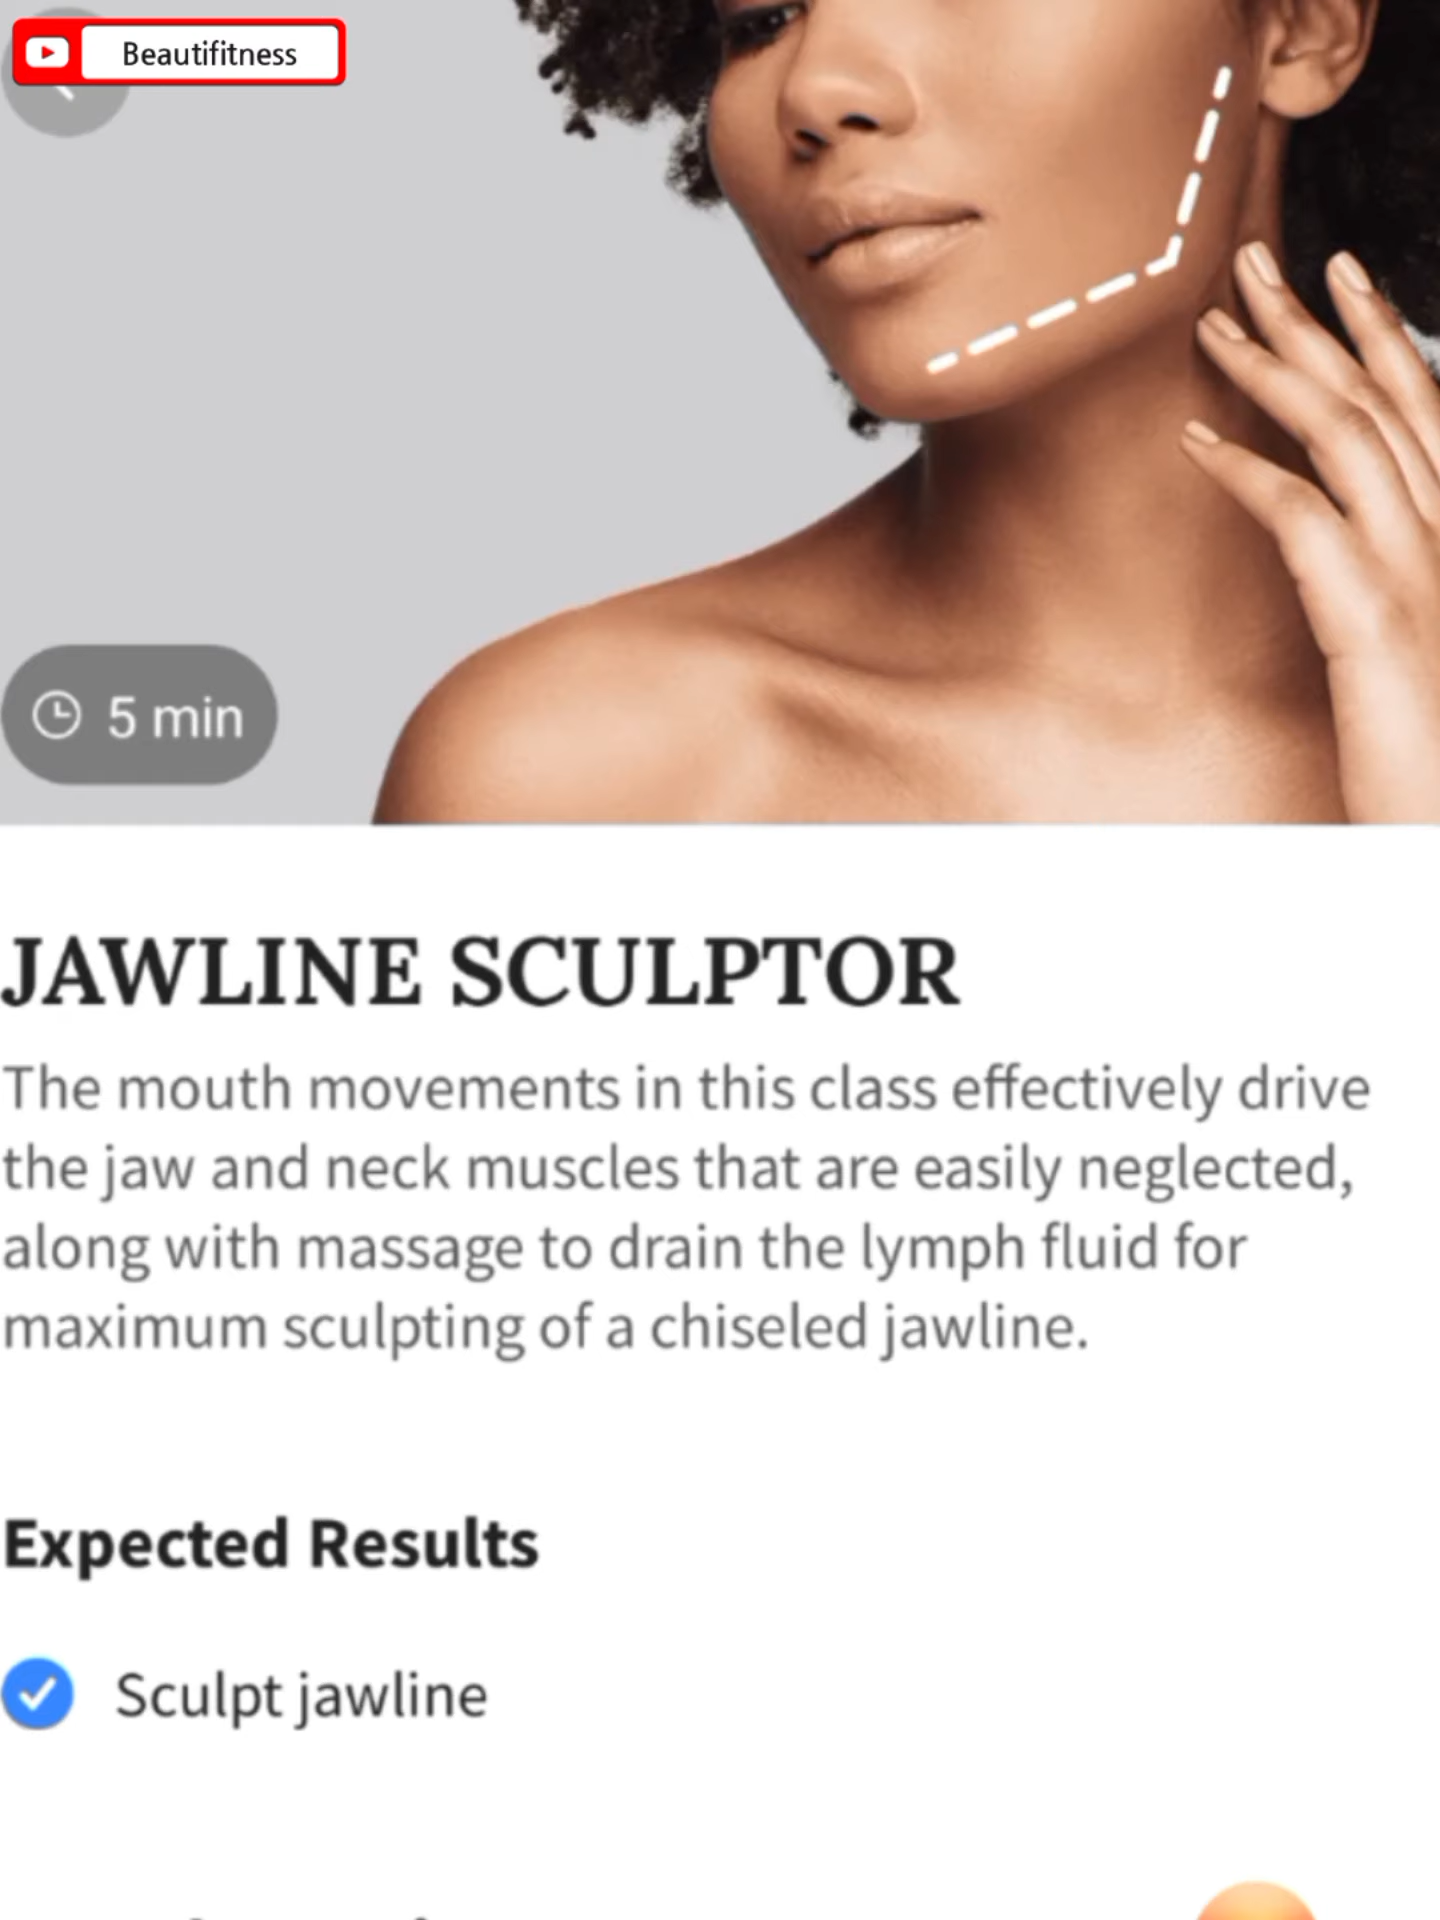 Beautifitness
5 min
JAWLINE SCULPTOR
The mouth movements in this class effectively drive
the jaw and neck muscles that are easily neglected,
along with massage to drain the lymph fluid for
maximum sculpting of a chiseled jawline.
Expected Results
Sculpt jawline